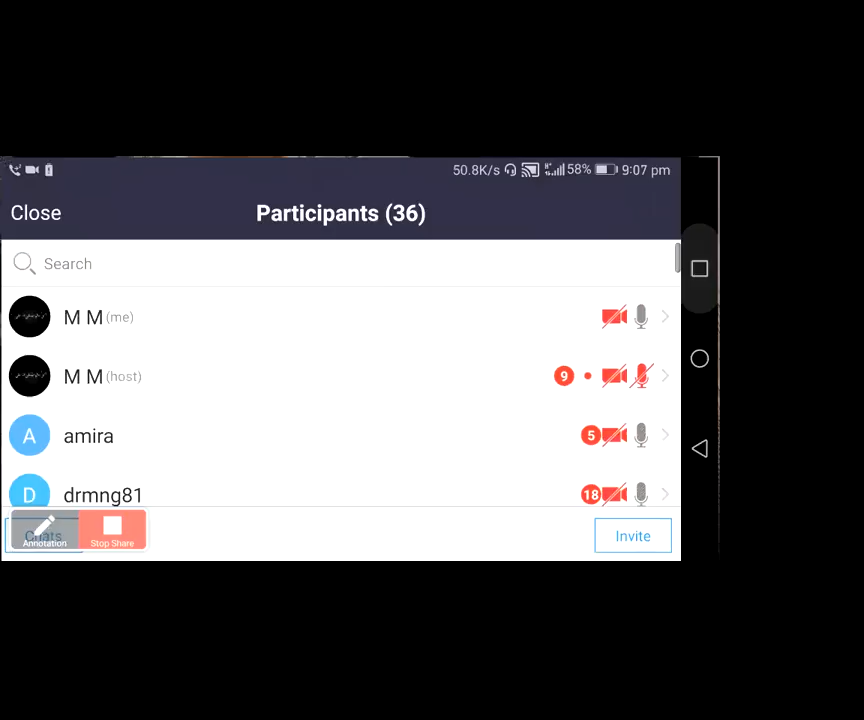 50.8K/s 58% 9:07 pm
Close Participants (36)
Search
M M (me)
M M (host) 9
A amira 5
D drmng81 18
Chats Annotation Stop Share Invite